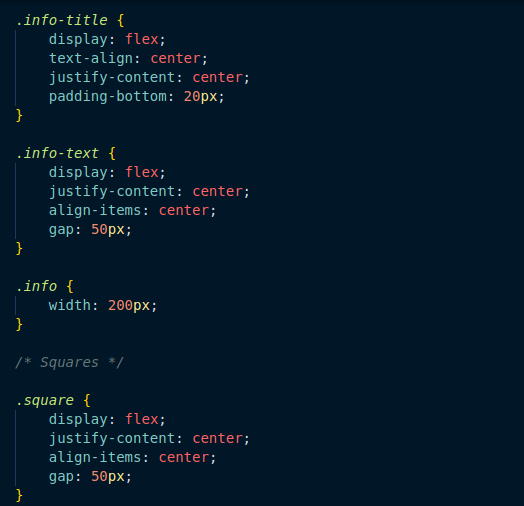 .info-title {
    display: flex;
    text-align: center;
    justify-content: center;
    padding-bottom: 20px;
}

.info-text {
    display: flex;
    justify-content: center;
    align-items: center;
    gap: 50px;
}

.info {
    width: 200px;
}

/* Squares */

.square {
    display: flex;
    justify-content: center;
    align-items: center;
    gap: 50px;
}